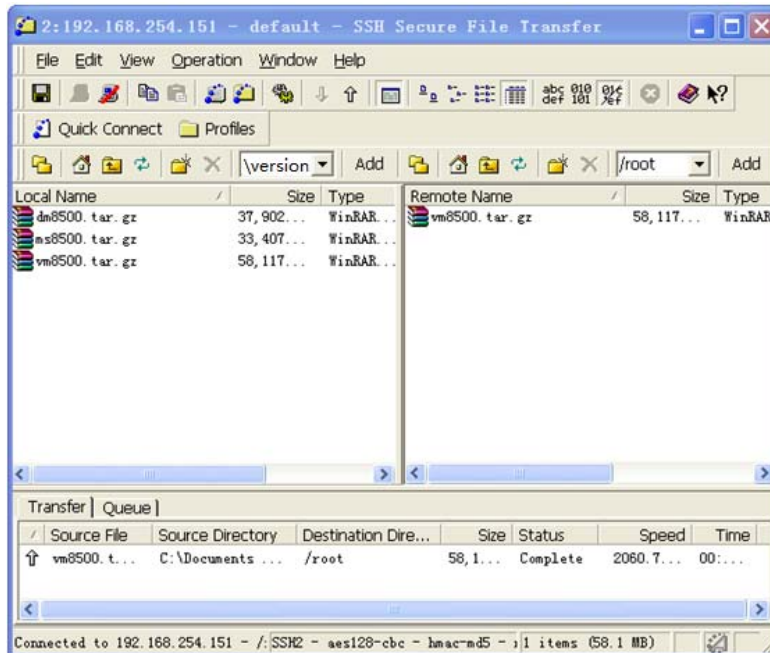 2:192.168.254.151 - default - SSH Secure File Transfer
File Edit View Operation Window Help
abc def 010 101
Quick Connect Profiles
\version Add /root Add
Local Name / Size Type Remote Name / Size Type
dm8500.tar.gz 37,902... WinRAR... vm8500.tar.gz 58,117... WinRAR
ms8500.tar.gz 33,407... WinRAR...
vm8500.tar.gz 58,117... WinRAR...
Transfer Queue
/ Source File Source Directory Destination Dire... Size Status Speed Time
vm8500.t... C:\Documents ... /root 58,1... Complete 2060.7... 00:...
Connected to 192.168.254.151 - /: SSH2 - aes128-cbc - hmac-md5 - 1 items (58.1 MB)